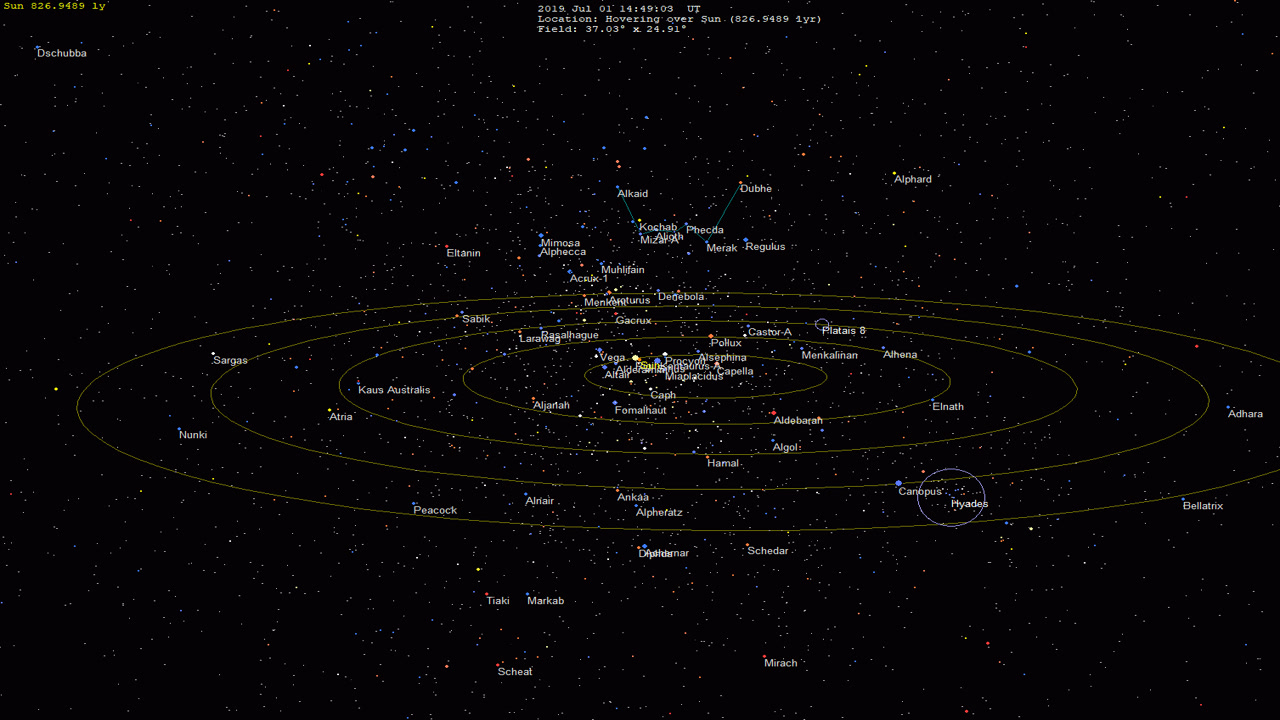 Sun 826.9489 ly
2019 Jul 01 14:49:03 UT
Location: Hovering over Sun (826.9489 lyr)
Field: 37.03° x 24.91°
Dschubba
Alphard
Dubhe
Alkaid
Kochab
Phecda
Alioth
Mizar A
Merak
Regulus
Mimosa
Alphecca
Eltanin
Muhlifain
Acrux-1
Denebola
Menkent
Arcturus
Sabik
Gacrux
Castor A
Platais 8
Rasalhague
Larawag
Pollux
Menkalinan
Alhena
Sargas
Vega
Procyon
Alsephina
Altair
Miaplacidus
Capella
Kaus Australis
Caph
Aljanah
Fomalhaut
Elnath
Adhara
Atria
Aldebaran
Nunki
Algol
Hamal
Canopus
Hyades
Bellatrix
Alnair
Ankaa
Peacock
Alpheratz
Schedar
Tiaki
Markab
Mirach
Scheat